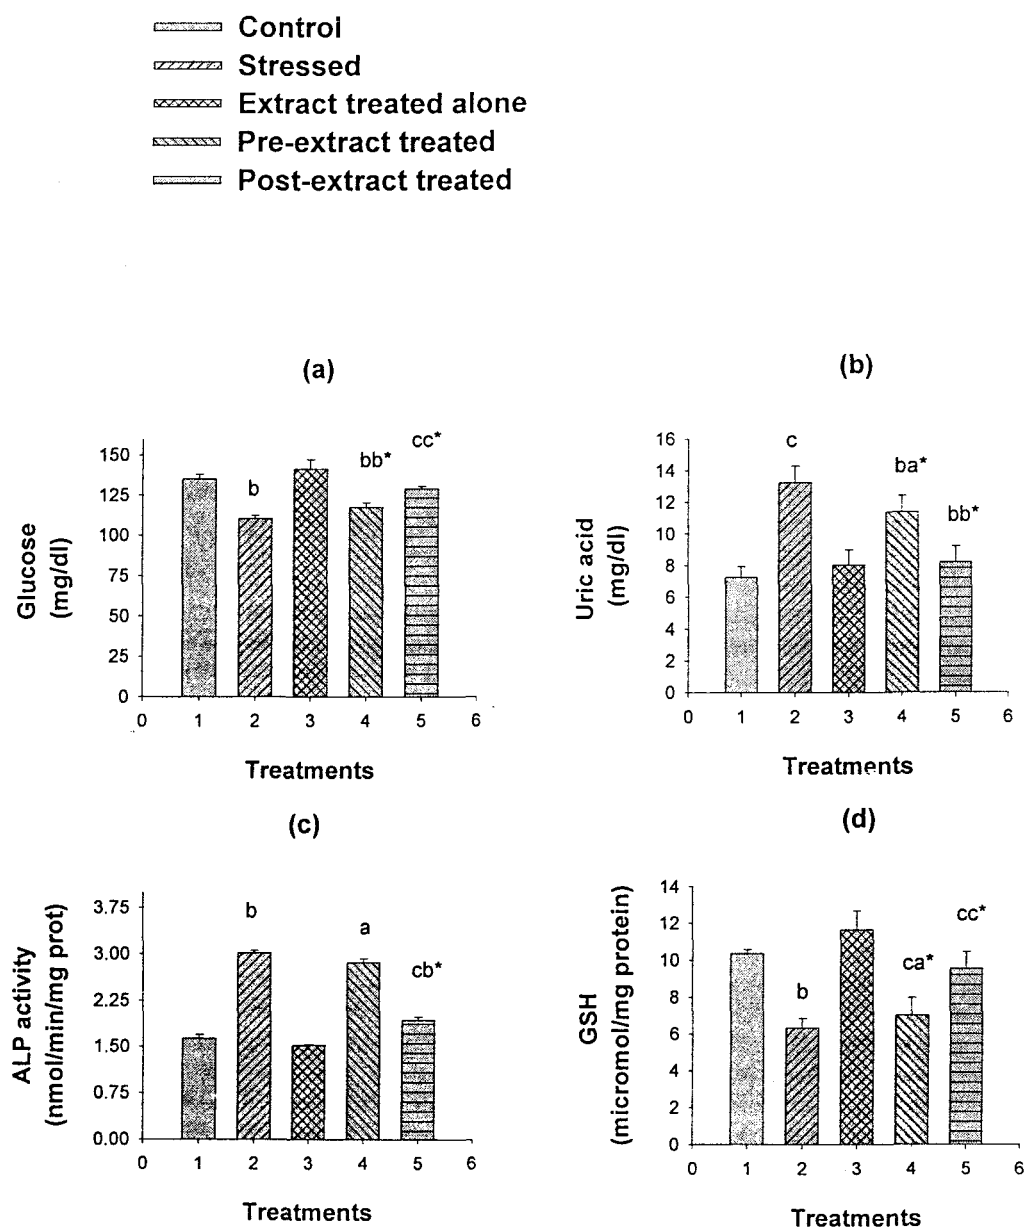 Control
Stressed
Extract treated alone
Pre-extract treated
Post-extract treated
(a)
Glucose
(mg/dl)
150
125
100
75
50
25
0
b
bb*
cc*
0 1 2 3 4 5 6
Treatments
(b)
Uric acid
(mg/dl)
16
14
12
10
8
6
4
2
0
c
ba*
bb*
0 1 2 3 4 5 6
Treatments
(c)
ALP activity
(nmol/min/mg prot)
3.75
3.00
2.25
1.50
0.75
0.00
b
a
cb*
0 1 2 3 4 5 6
Treatments
(d)
GSH
(micromol/mg protein)
14
12
10
8
6
4
2
0
b
ca*
cc*
0 1 2 3 4 5 6
Treatments